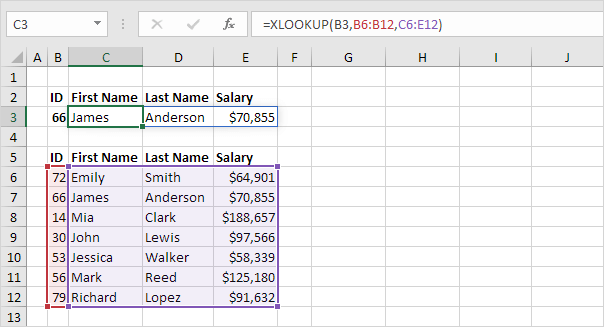 C3 fx =XLOOKUP(B3,B6:B12,C6:E12)
A B C D E F G H I J
1
2 ID First Name Last Name Salary
3 66 James Anderson $70,855
4
5 ID First Name Last Name Salary
6 72 Emily Smith $64,901
7 66 James Anderson $70,855
8 14 Mia Clark $188,657
9 30 John Lewis $97,566
10 53 Jessica Walker $58,339
11 56 Mark Reed $125,180
12 79 Richard Lopez $91,632
13